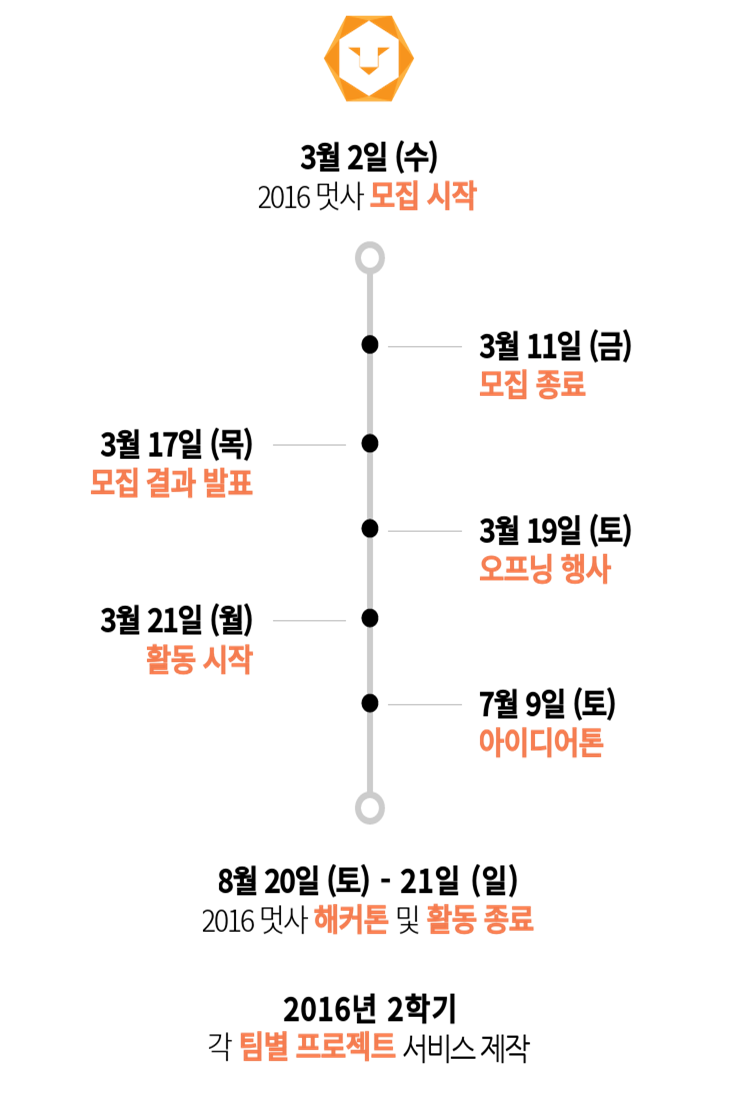 3월 2일 (수)
2016 멋사 모집 시작
3월 11일 (금)
모집 종료
3월 17일 (목)
모집 결과 발표
3월 19일 (토)
오프닝 행사
3월 21일 (월)
활동 시작
7월 9일 (토)
아이디어톤
8월 20일 (토) - 21일 (일)
2016 멋사 해커톤 및 활동 종료
2016년 2학기
각 팀별 프로젝트 서비스 제작